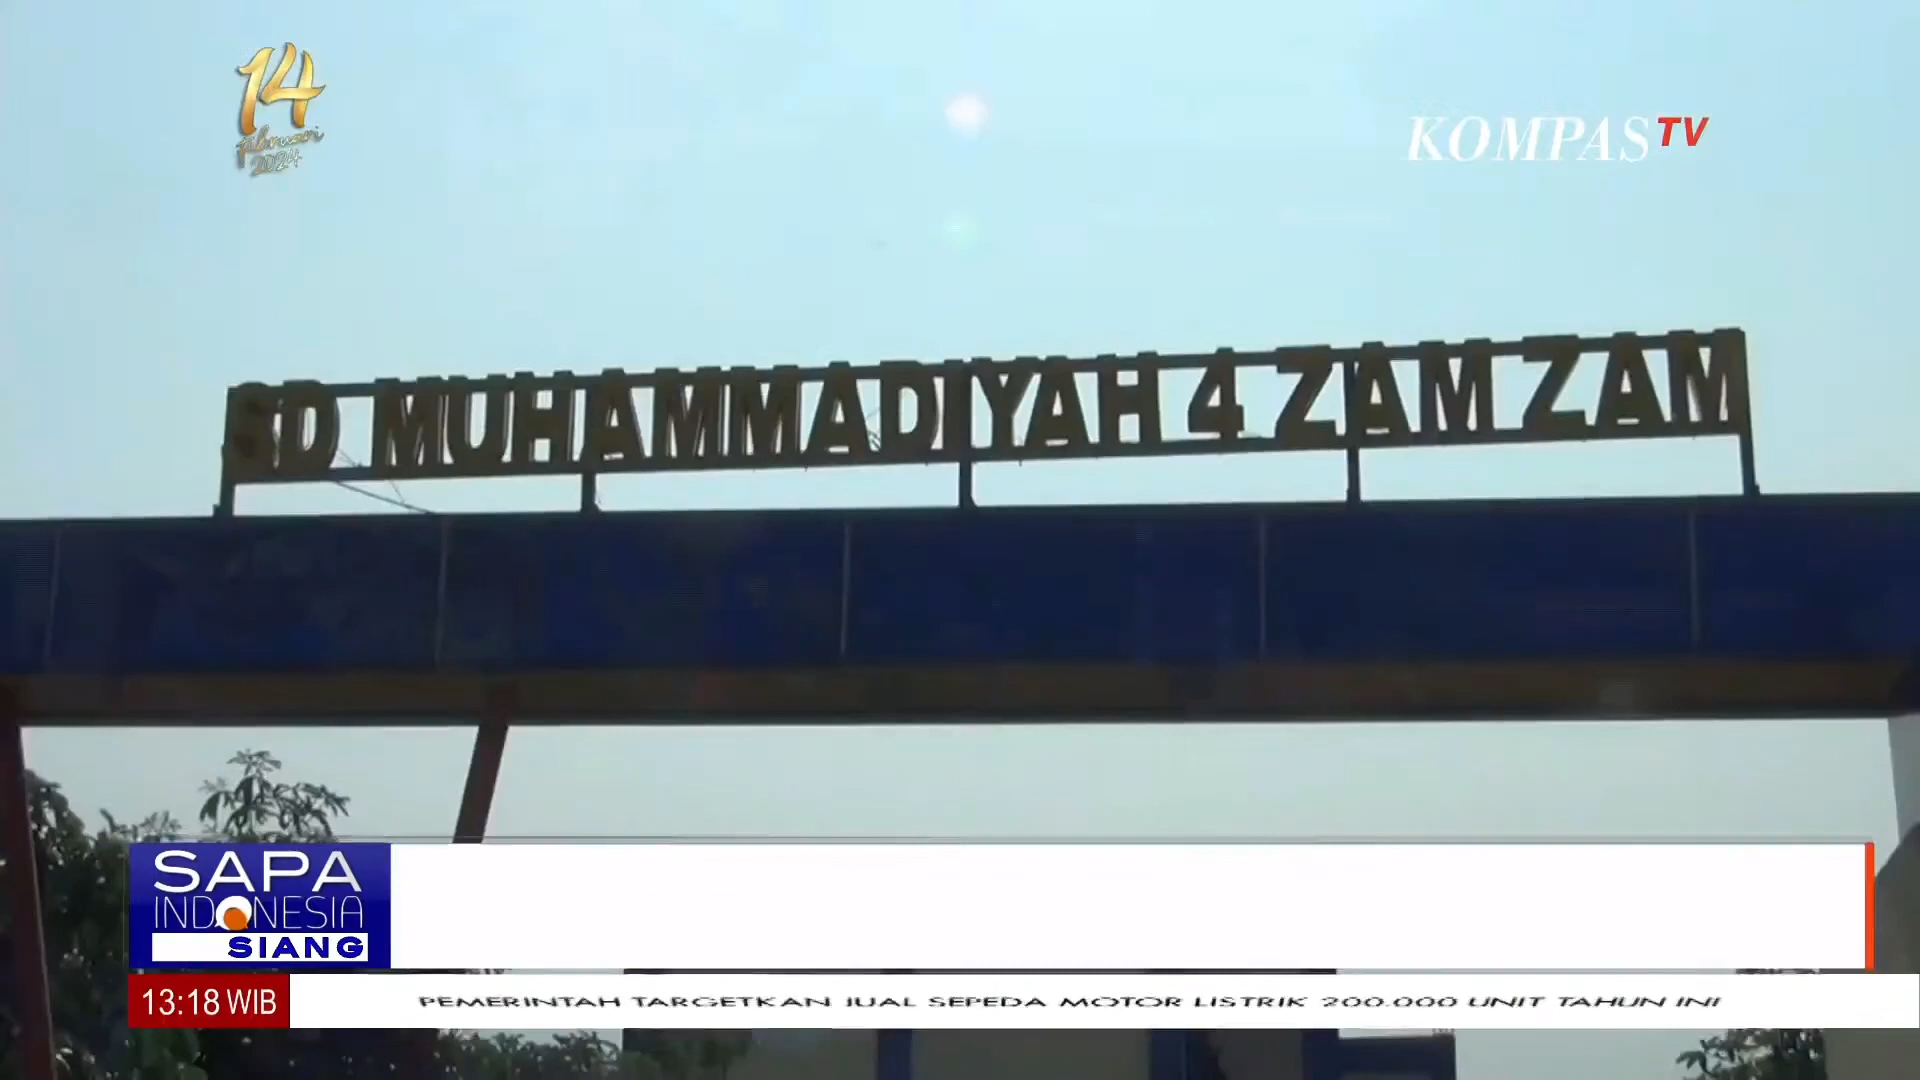 14
Februari
2024
KOMPAS TV
SD MUHAMMADIYAH 4 ZAM ZAM
SAPA
INDONESIA
SIANG
13:18 WIB
PEMERINTAH TARGETKAN JUAL SEPEDA MOTOR LISTRIK 200.000 UNIT TAHUN INI